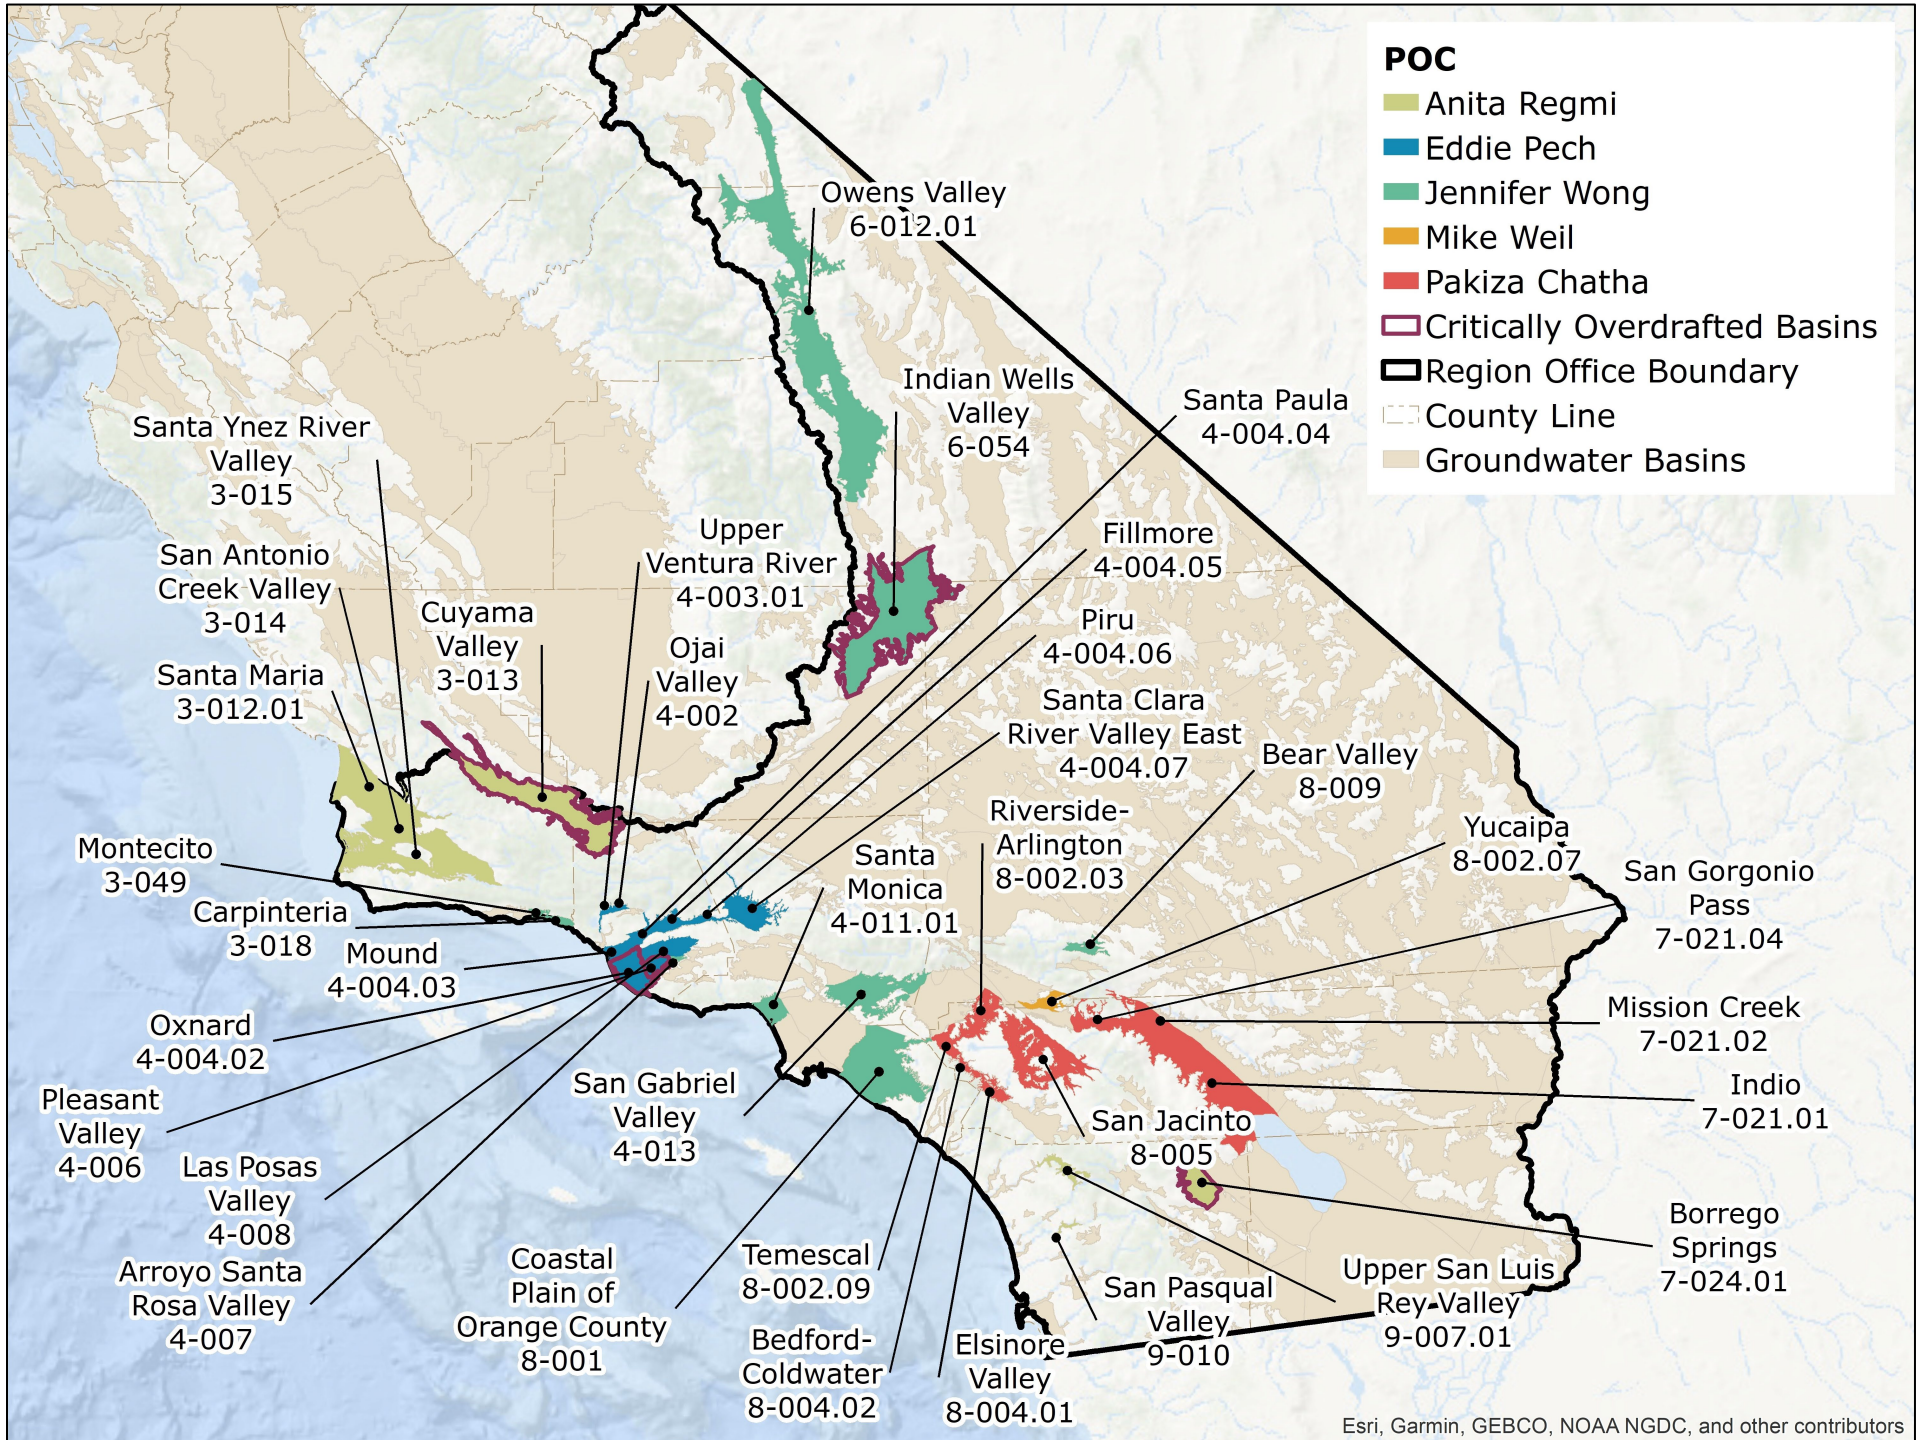 POC
Anita Regmi
Eddie Pech
Jennifer Wong
Mike Weil
Pakiza Chatha
Critically Overdrafted Basins
Region Office Boundary
County Line
Groundwater Basins
Owens Valley
6-012.01
Indian Wells
Valley
6-054
Santa Paula
4-004.04
Santa Ynez River
Valley
3-015
Upper
Ventura River
4-003.01
Fillmore
4-004.05
San Antonio
Creek Valley
3-014
Cuyama
Valley
3-013
Ojai
Valley
4-002
Piru
4-004.06
Santa Maria
3-012.01
Santa Clara
River Valley East
4-004.07
Bear Valley
8-009
Riverside-
Arlington
8-002.03
Yucaipa
8-002.07
Montecito
3-049
Santa
Monica
4-011.01
San Gorgonio
Pass
7-021.04
Carpinteria
3-018
Mound
4-004.03
Mission Creek
7-021.02
Oxnard
4-004.02
San Gabriel
Valley
4-013
Indio
7-021.01
Pleasant
Valley
4-006
San Jacinto
8-005
Las Posas
Valley
4-008
Borrego
Springs
7-024.01
Arroyo Santa
Rosa Valley
4-007
Coastal
Plain of
Orange County
8-001
Temescal
8-002.09
San Pasqual
Valley
9-010
Upper San Luis
Rey Valley
9-007.01
Bedford-
Coldwater
8-004.02
Elsinore
Valley
8-004.01
Esri, Garmin, GEBCO, NOAA NGDC, and other contributors